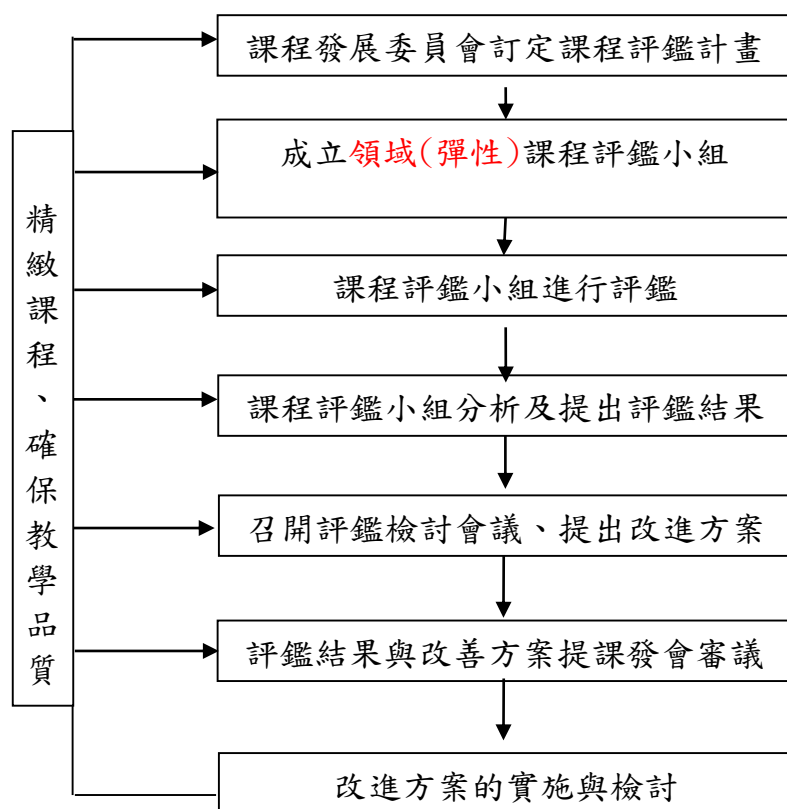 課程發展委員會訂定課程評鑑計畫
成立領域(彈性)課程評鑑小組
課程評鑑小組進行評鑑
課程評鑑小組分析及提出評鑑結果
召開評鑑檢討會議、提出改進方案
評鑑結果與改善方案提課發會審議
改進方案的實施與檢討
精緻課程、確保教學品質